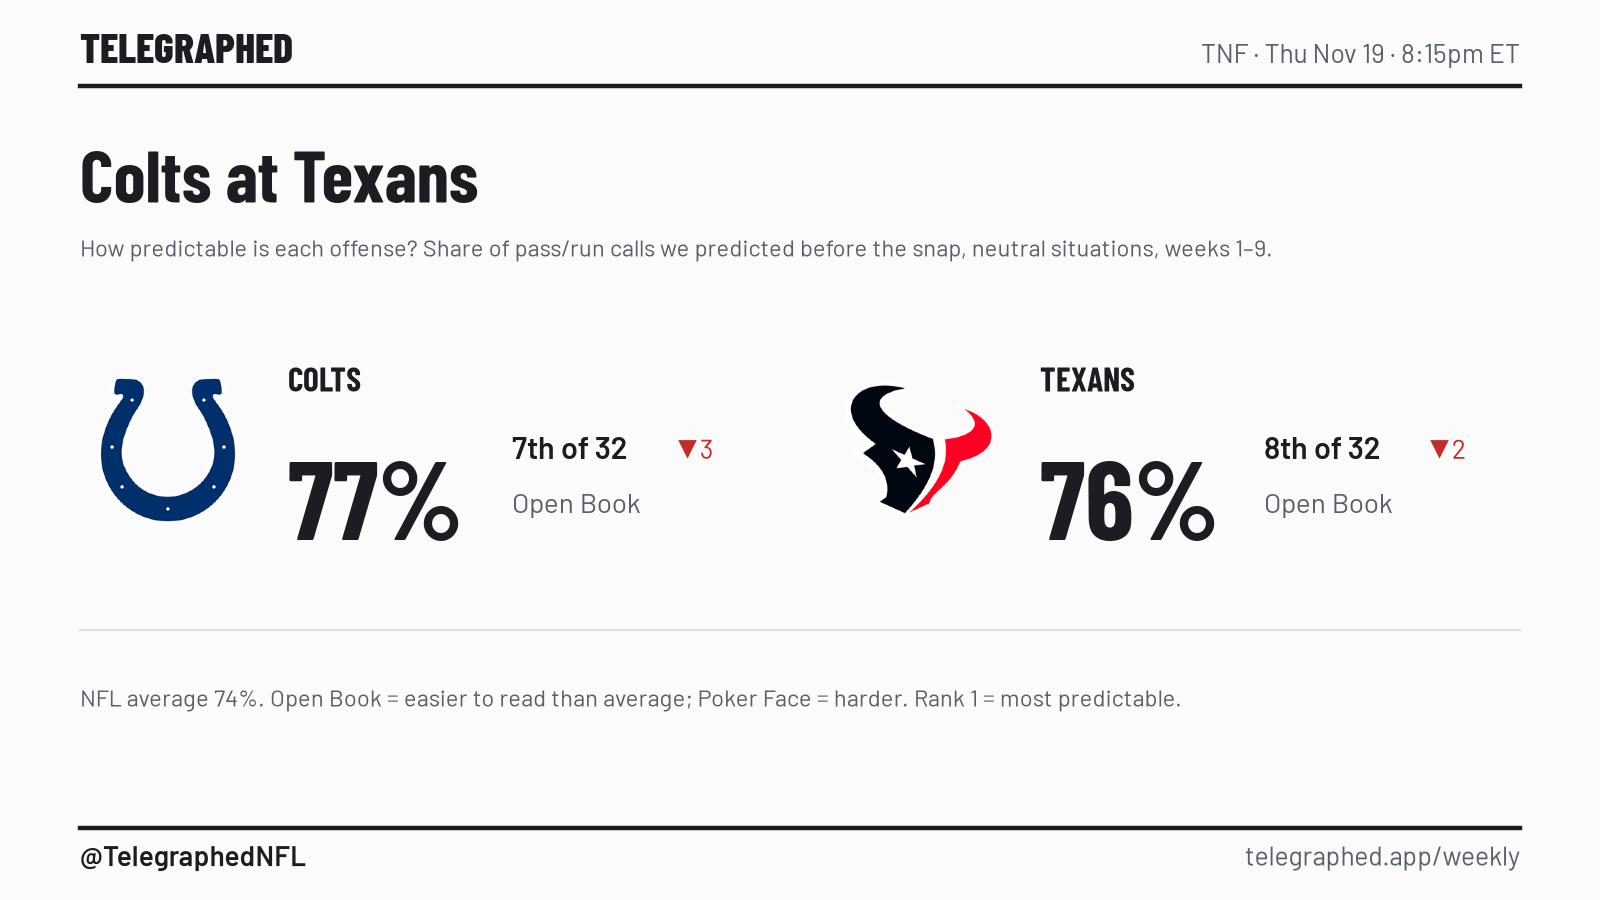 TELEGRAPHED
TNF · Thu Nov 19 · 8:15pm ET
Colts at Texans
How predictable is each offense? Share of pass/run calls we predicted before the snap, neutral situations, weeks 1–9.
COLTS
77%
7th of 32 ▼3
Open Book
TEXANS
76%
8th of 32 ▼2
Open Book
NFL average 74%. Open Book = easier to read than average; Poker Face = harder. Rank 1 = most predictable.
@TelegraphedNFL
telegraphed.app/weekly